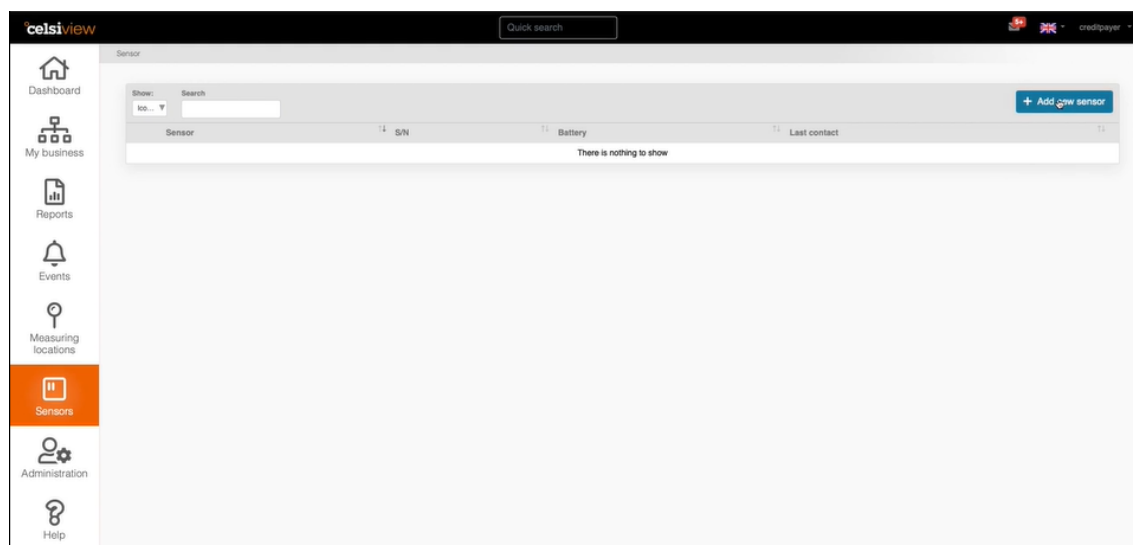 °celsiview
Quick search
5+
creditpayer
Dashboard
My business
Reports
Events
Measuring
locations
Sensors
Administration
Help
Sensor
Show:
Search
Ico...
+ Add new sensor
Sensor
S/N
Battery
Last contact
There is nothing to show